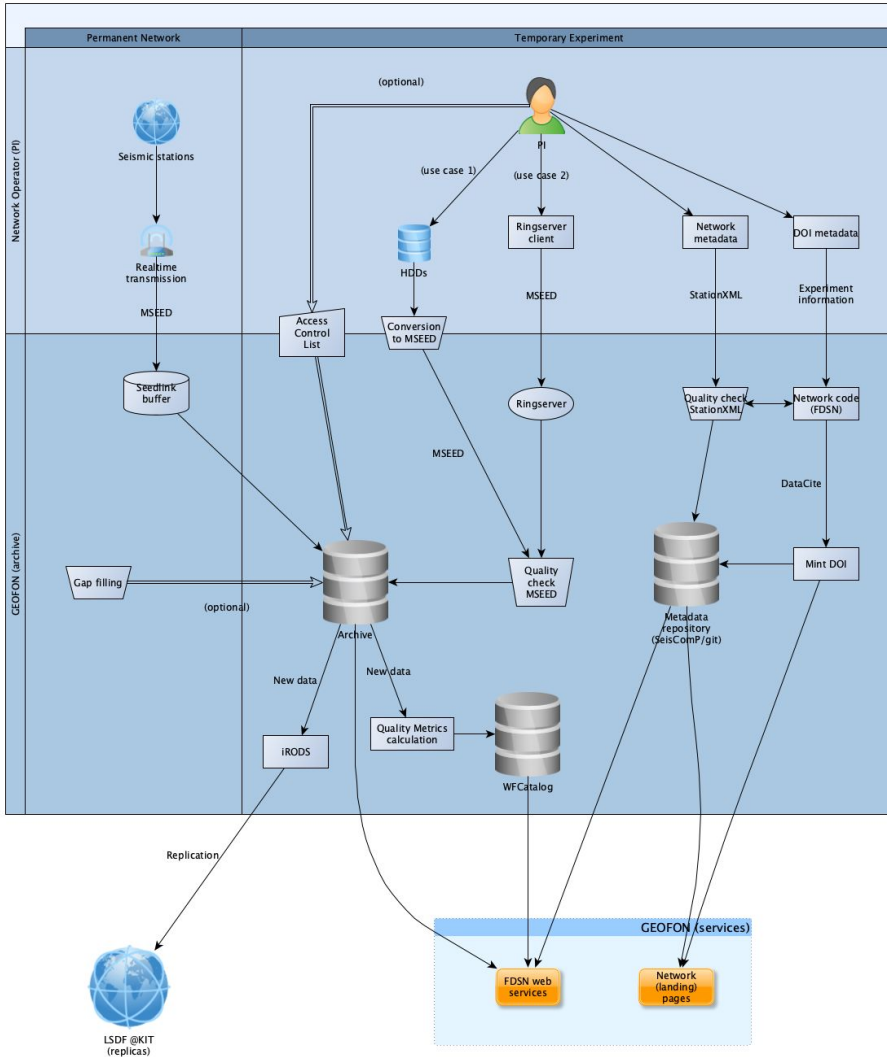 Permanent Network
Temporary Experiment
Network Operator (PI)
(optional)
PI
Seismic stations
(use case 1)
(use case 2)
Realtime
transmission
HDDs
Ringserver
client
Network
metadata
DOI metadata
MSEED
MSEED
StationXML
Experiment
information
Access
Control
List
Conversion
to MSEED
GEOFON (archive)
Seedlink
buffer
Ringserver
Quality check
StationXML
Network code
(FDSN)
MSEED
DataCite
Gap filling
(optional)
Archive
Quality
check
MSEED
Metadata
repository
(SeisComP/git)
Mint DOI
New data
New data
iRODS
Quality Metrics
calculation
WFCatalog
Replication
GEOFON (services)
FDSN web
services
Network
(landing)
pages
LSDF @KIT
(replicas)